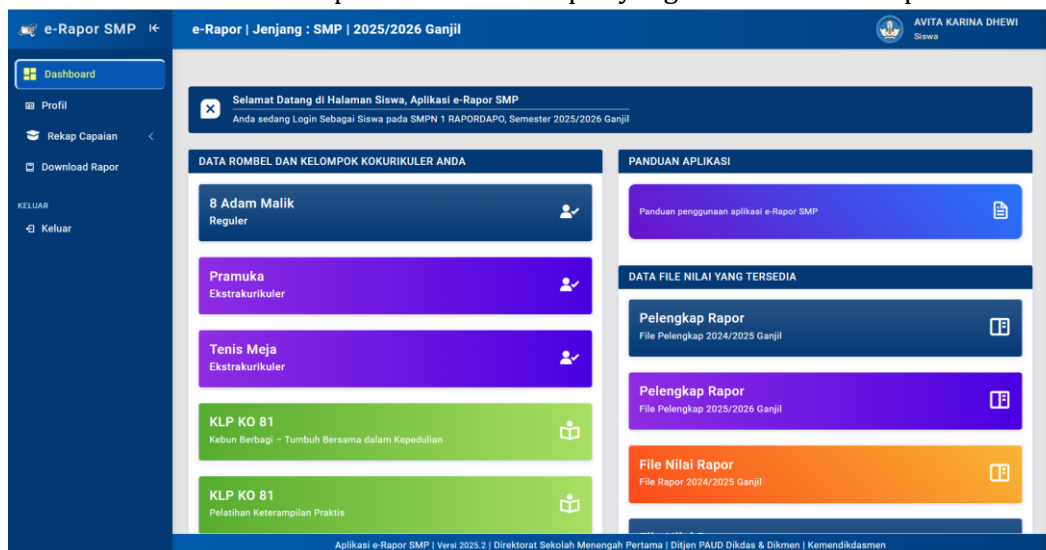 e-Rapor SMP
e-Rapor | Jenjang : SMP | 2025/2026 Ganjil
AVITA KARINA DHEWI
Siswa
Dashboard
Profil
Rekap Capaian
Download Rapor
KELUAR
Keluar
Selamat Datang di Halaman Siswa, Aplikasi e-Rapor SMP
Anda sedang Login Sebagai Siswa pada SMPN 1 RAPORDAPO, Semester 2025/2026 Ganjil
DATA ROMBEL DAN KELOMPOK KOKURIKULER ANDA
8 Adam Malik
Reguler
Pramuka
Ekstrakurikuler
Tenis Meja
Ekstrakurikuler
KLP KO 81
Kebun Berbagi – Tumbuh Bersama dalam Kepedulian
KLP KO 81
Pelatihan Keterampilan Praktis
PANDUAN APLIKASI
Panduan penggunaan aplikasi e-Rapor SMP
DATA FILE NILAI YANG TERSEDIA
Pelengkap Rapor
File Pelengkap 2024/2025 Ganjil
Pelengkap Rapor
File Pelengkap 2025/2026 Ganjil
File Nilai Rapor
File Rapor 2024/2025 Ganjil
Aplikasi e-Rapor SMP | Versi 2025.2 | Direktorat Sekolah Menengah Pertama | Ditjen PAUD Dikdas & Dikmen | Kemendikdasmen